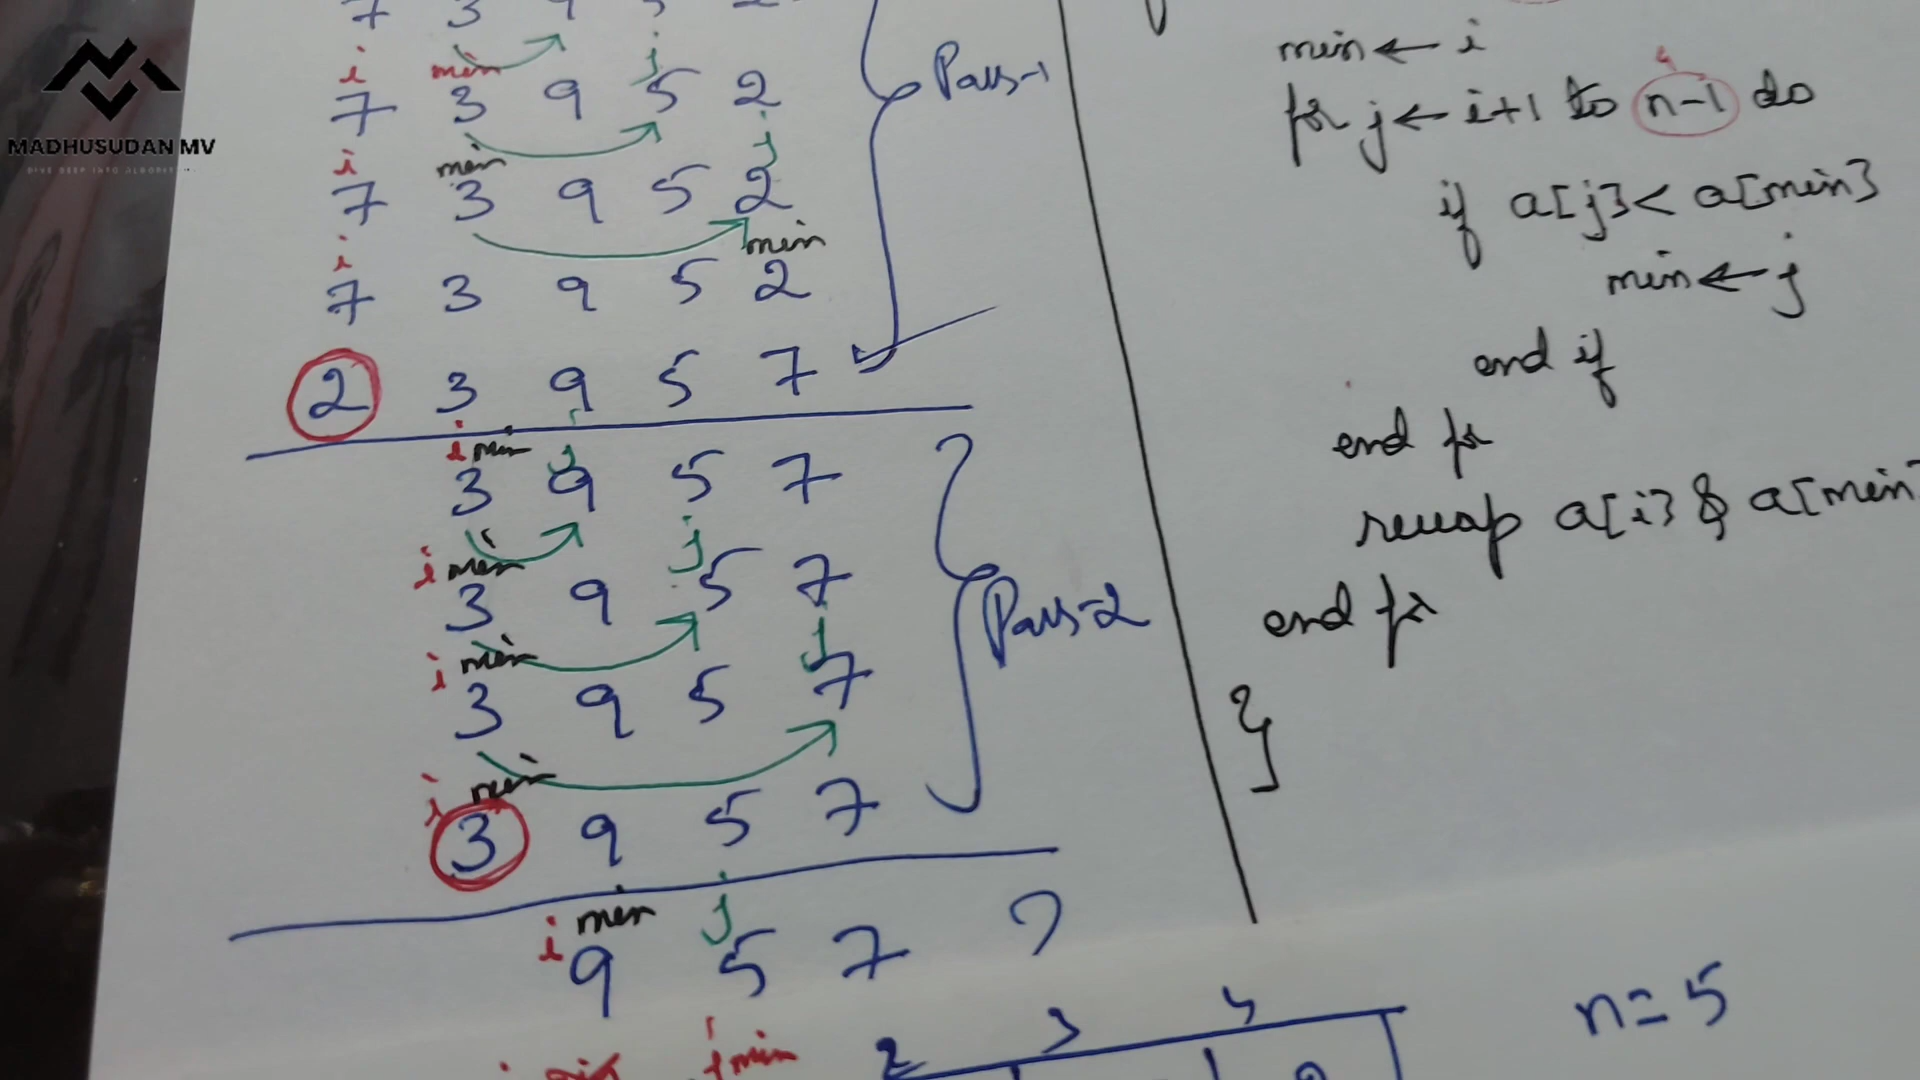 MADHUSUDAN MV
7 3 9 5 2
i min j
7 3 9 5 2
Pass-1
i min j
7 3 9 5 2
i min
7 3 9 5 2
2 3 9 5 7
i min j
3 9 5 7
i min j
3 9 5 7
Pass-2
i min j
3 9 5 7
i min
3 9 5 7
i min j
9 5 7
min
2 3 4
min ← i
4
for j ← i+1 to n-1 do
if a[j] < a[min]
min ← j
end if
end for
swap a[i] & a[min]
end for
}
n = 5